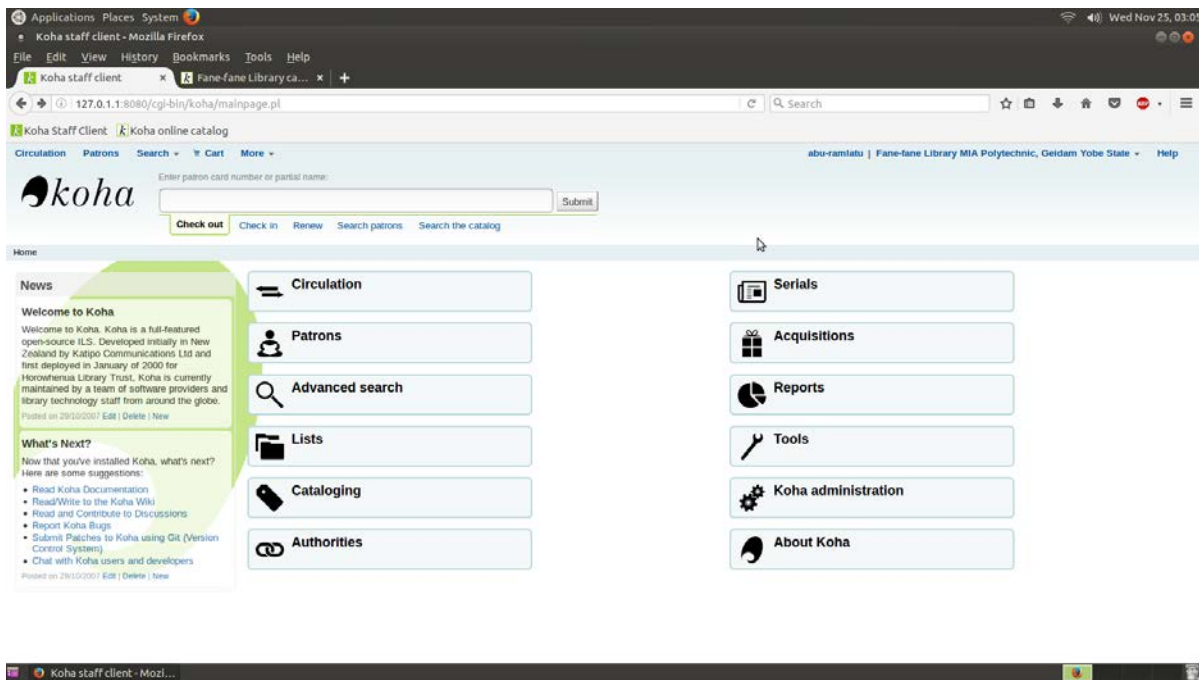 Applications Places System
Wed Nov 25, 03:05
Koha staff client - Mozilla Firefox
File Edit View History Bookmarks Tools Help
Koha staff client × Fane-fane Library ca... × +
127.0.1.1:8080/cgi-bin/koha/mainpage.pl
Search
Koha Staff Client Koha online catalog
Circulation Patrons Search Cart More
abu-ramlatu | Fane-fane Library MIA Polytechnic, Geidam Yobe State Help
koha
Enter patron card number or partial name:
Submit
Check out Check in Renew Search patrons Search the catalog
Home
News
Welcome to Koha
Welcome to Koha. Koha is a full-featured
open-source ILS. Developed initially in New
Zealand by Katipo Communications Ltd and
first deployed in January of 2000 for
Horowhenua Library Trust, Koha is currently
maintained by a team of software providers and
library technology staff from around the globe.
Posted on 29/10/2007 Edit | Delete | New
What's Next?
Now that you've installed Koha, what's next?
Here are some suggestions:
• Read Koha Documentation
• Read/Write to the Koha Wiki
• Read and Contribute to Discussions
• Report Koha Bugs
• Submit Patches to Koha using Git (Version
Control System)
• Chat with Koha users and developers
Posted on 29/10/2007 Edit | Delete | New
Circulation
Patrons
Advanced search
Lists
Cataloging
Authorities
Serials
Acquisitions
Reports
Tools
Koha administration
About Koha
Koha staff client - Mozi...